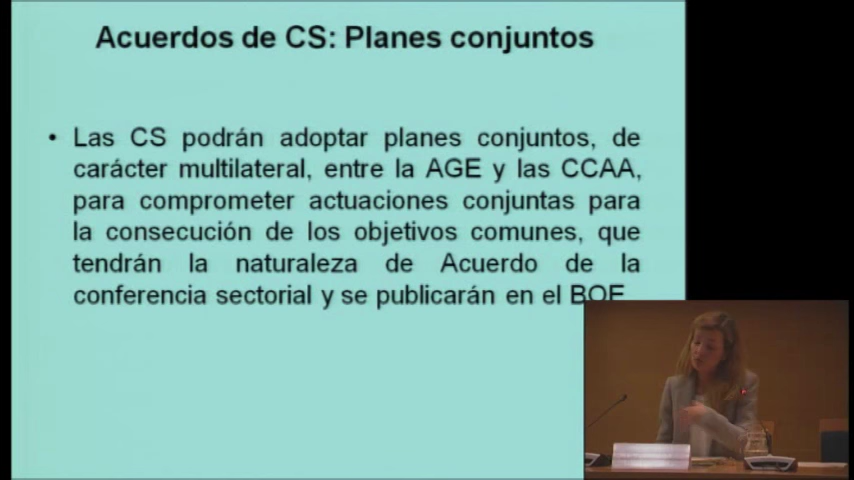 Acuerdos de CS: Planes conjuntos
• Las CS podrán adoptar planes conjuntos, de
carácter multilateral, entre la AGE y las CCAA,
para comprometer actuaciones conjuntas para
la consecución de los objetivos comunes, que
tendrán la naturaleza de Acuerdo de la
conferencia sectorial y se publicarán en el BOE.